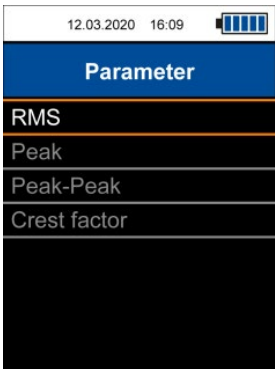 12.03.2020 16:09
Parameter
RMS
Peak
Peak-Peak
Crest factor